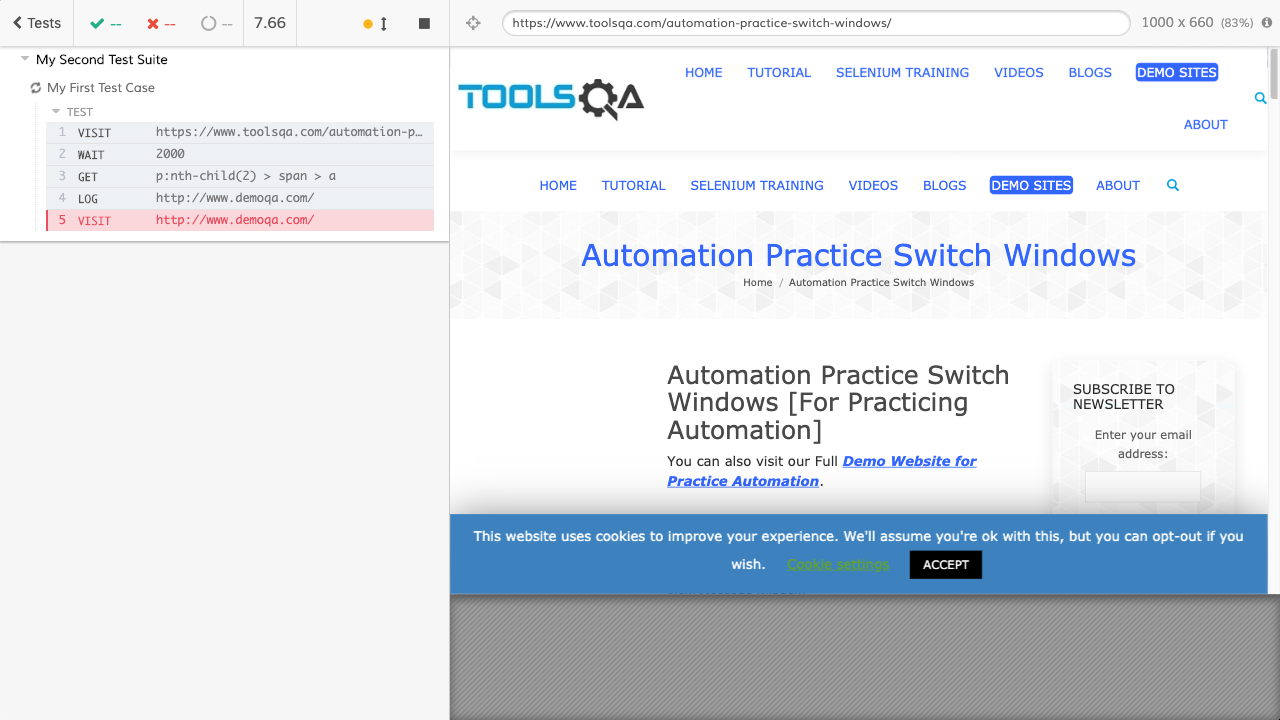 Tests
--
--
--
7.66
https://www.toolsqa.com/automation-practice-switch-windows/
1000 x 660 (83%)
My Second Test Suite
My First Test Case
TEST
1 VISIT https://www.toolsqa.com/automation-p...
2 WAIT 2000
3 GET p:nth-child(2) > span > a
4 LOG http://www.demoqa.com/
5 VISIT http://www.demoqa.com/
TOOLSQA
HOME TUTORIAL SELENIUM TRAINING VIDEOS BLOGS DEMO SITES
ABOUT
HOME TUTORIAL SELENIUM TRAINING VIDEOS BLOGS DEMO SITES ABOUT
Automation Practice Switch Windows
Home / Automation Practice Switch Windows
Automation Practice Switch
Windows [For Practicing
Automation]
You can also visit our Full Demo Website for
Practice Automation.
SUBSCRIBE TO
NEWSLETTER
Enter your email
address:
This website uses cookies to improve your experience. We'll assume you're ok with this, but you can opt-out if you
wish. Cookie settings ACCEPT